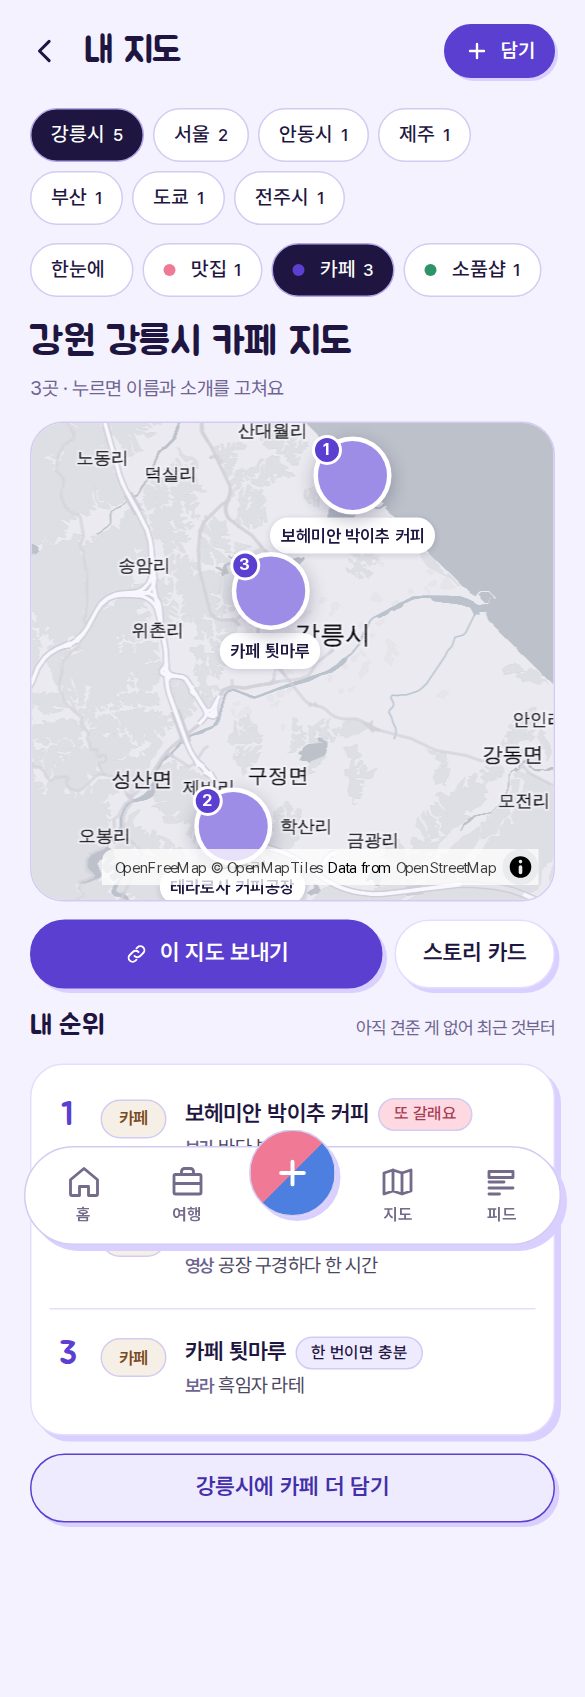 내 지도
담기
강릉시 5 서울 2 안동시 1 제주 1
부산 1 도쿄 1 전주시 1
한눈에 맛집 1 카페 3 소품샵 1
강원 강릉시 카페 지도
3곳 · 누르면 이름과 소개를 고쳐요
산대월리
노동리
덕실리
1
보헤미안 박이추 커피
송암리
3
위촌리
강릉시
카페 툇마루
안인
강동면
성산면
구정면
모전리
2
오봉리
학산리
금광리
OpenFreeMap © OpenMapTiles Data from OpenStreetMap
테라로사 커피공장
이 지도 보내기
스토리 카드
내 순위
아직 견준 게 없어 최근 것부터
1 카페 보헤미안 박이추 커피 또 갈래요
홈 여행 지도 피드
영상 공장 구경하다 한 시간
3 카페 카페 툇마루 한 번이면 충분
보라 흑임자 라테
강릉시에 카페 더 담기